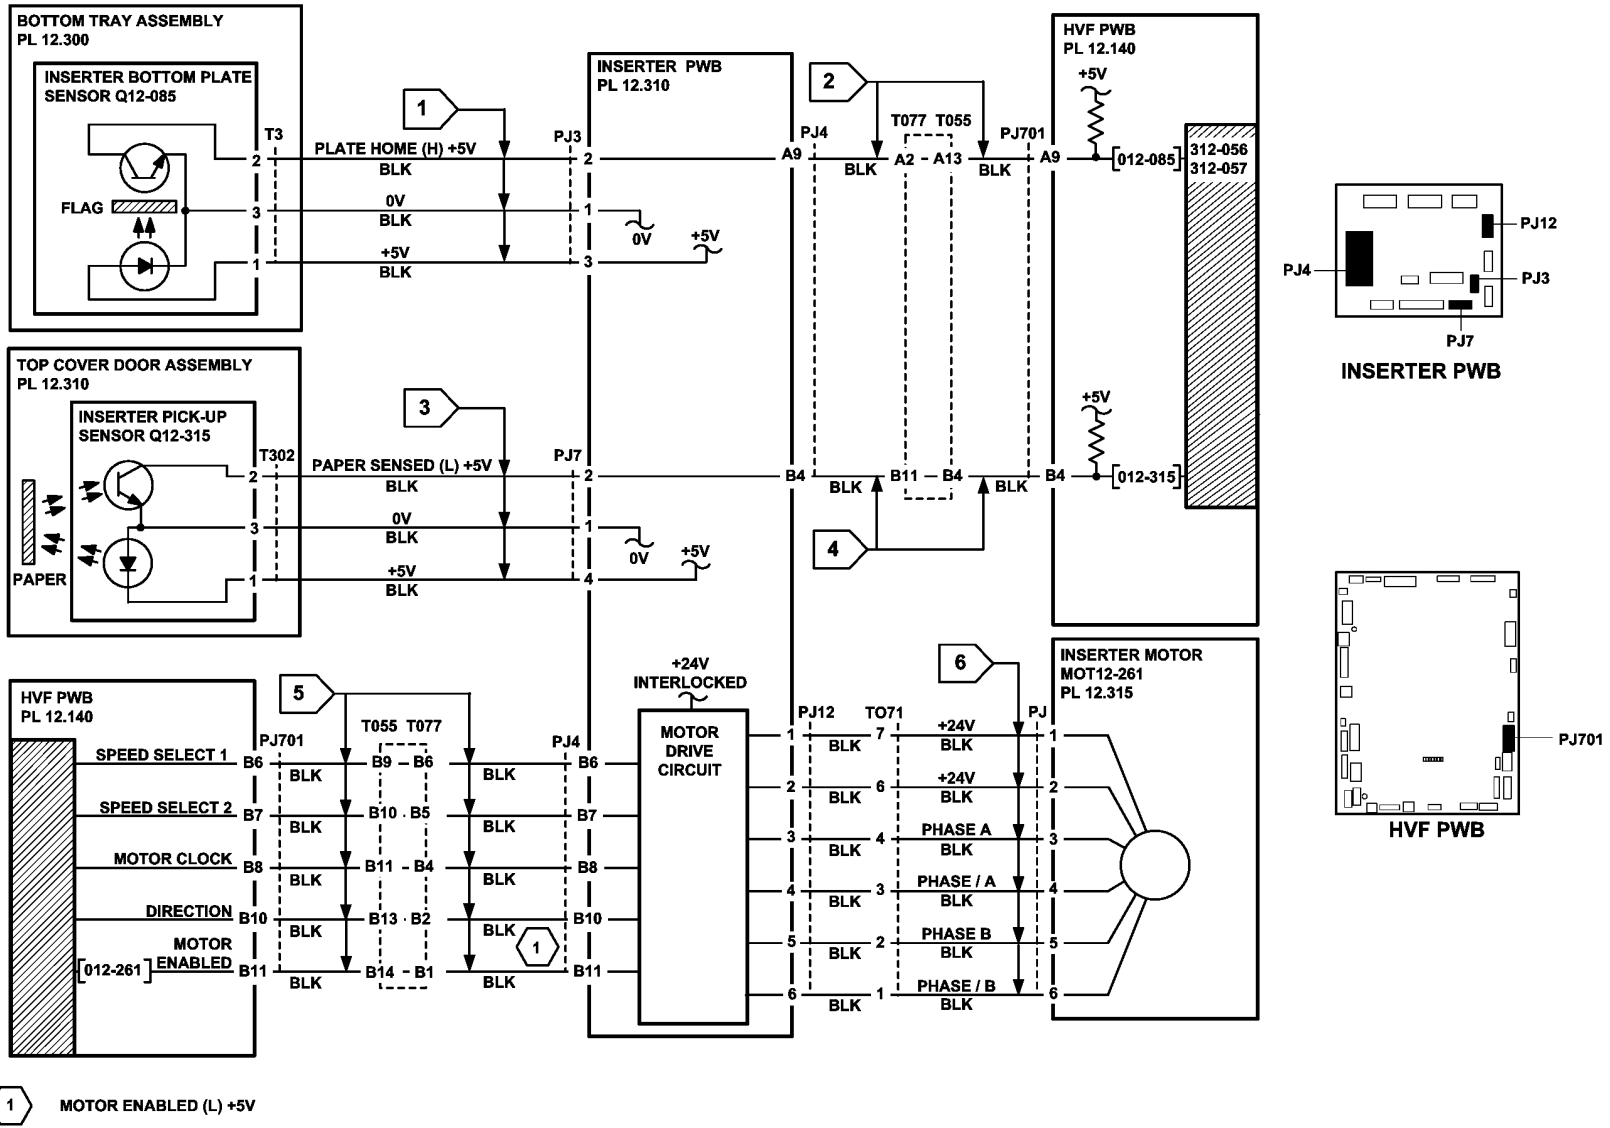 BOTTOM TRAY ASSEMBLY
PL 12.300
INSERTER BOTTOM PLATE
SENSOR Q12-085
FLAG
T3
2
3
1
1
PLATE HOME (H) +5V
BLK
0V
BLK
+5V
BLK
PJ3
2
1
3
INSERTER PWB
PL 12.310
0V
+5V
A9
PJ4
2
BLK
T077 T055
A2 – A13
BLK
PJ701
A9
HVF PWB
PL 12.140
+5V
012-085
312-056
312-057
TOP COVER DOOR ASSEMBLY
PL 12.310
INSERTER PICK-UP
SENSOR Q12-315
PAPER
T302
2
3
1
3
PAPER SENSED (L) +5V
BLK
0V
BLK
+5V
BLK
PJ7
2
1
4
0V
+5V
B4
BLK
B11 – B4
BLK
B4
4
+5V
012-315
HVF PWB
PL 12.140
SPEED SELECT 1
SPEED SELECT 2
MOTOR CLOCK
DIRECTION
MOTOR
ENABLED
012-261
PJ701
B6
B7
B8
B10
B11
BLK
BLK
BLK
BLK
BLK
5
T055 T077
B9 – B6
B10 - B5
B11 – B4
B13 - B2
B14 – B1
BLK
BLK
BLK
BLK
BLK
1
PJ4
B6
B7
B8
B10
B11
+24V
INTERLOCKED
MOTOR
DRIVE
CIRCUIT
PJ12
1
2
3
4
5
6
BLK
BLK
BLK
BLK
BLK
BLK
TO71
7
6
4
3
2
1
6
+24V
BLK
+24V
BLK
PHASE A
BLK
PHASE / A
BLK
PHASE B
BLK
PHASE / B
BLK
PJ
1
2
3
4
5
6
INSERTER MOTOR
MOT12-261
PL 12.315
PJ12
PJ4
PJ3
PJ7
INSERTER PWB
PJ701
HVF PWB
1 MOTOR ENABLED (L) +5V